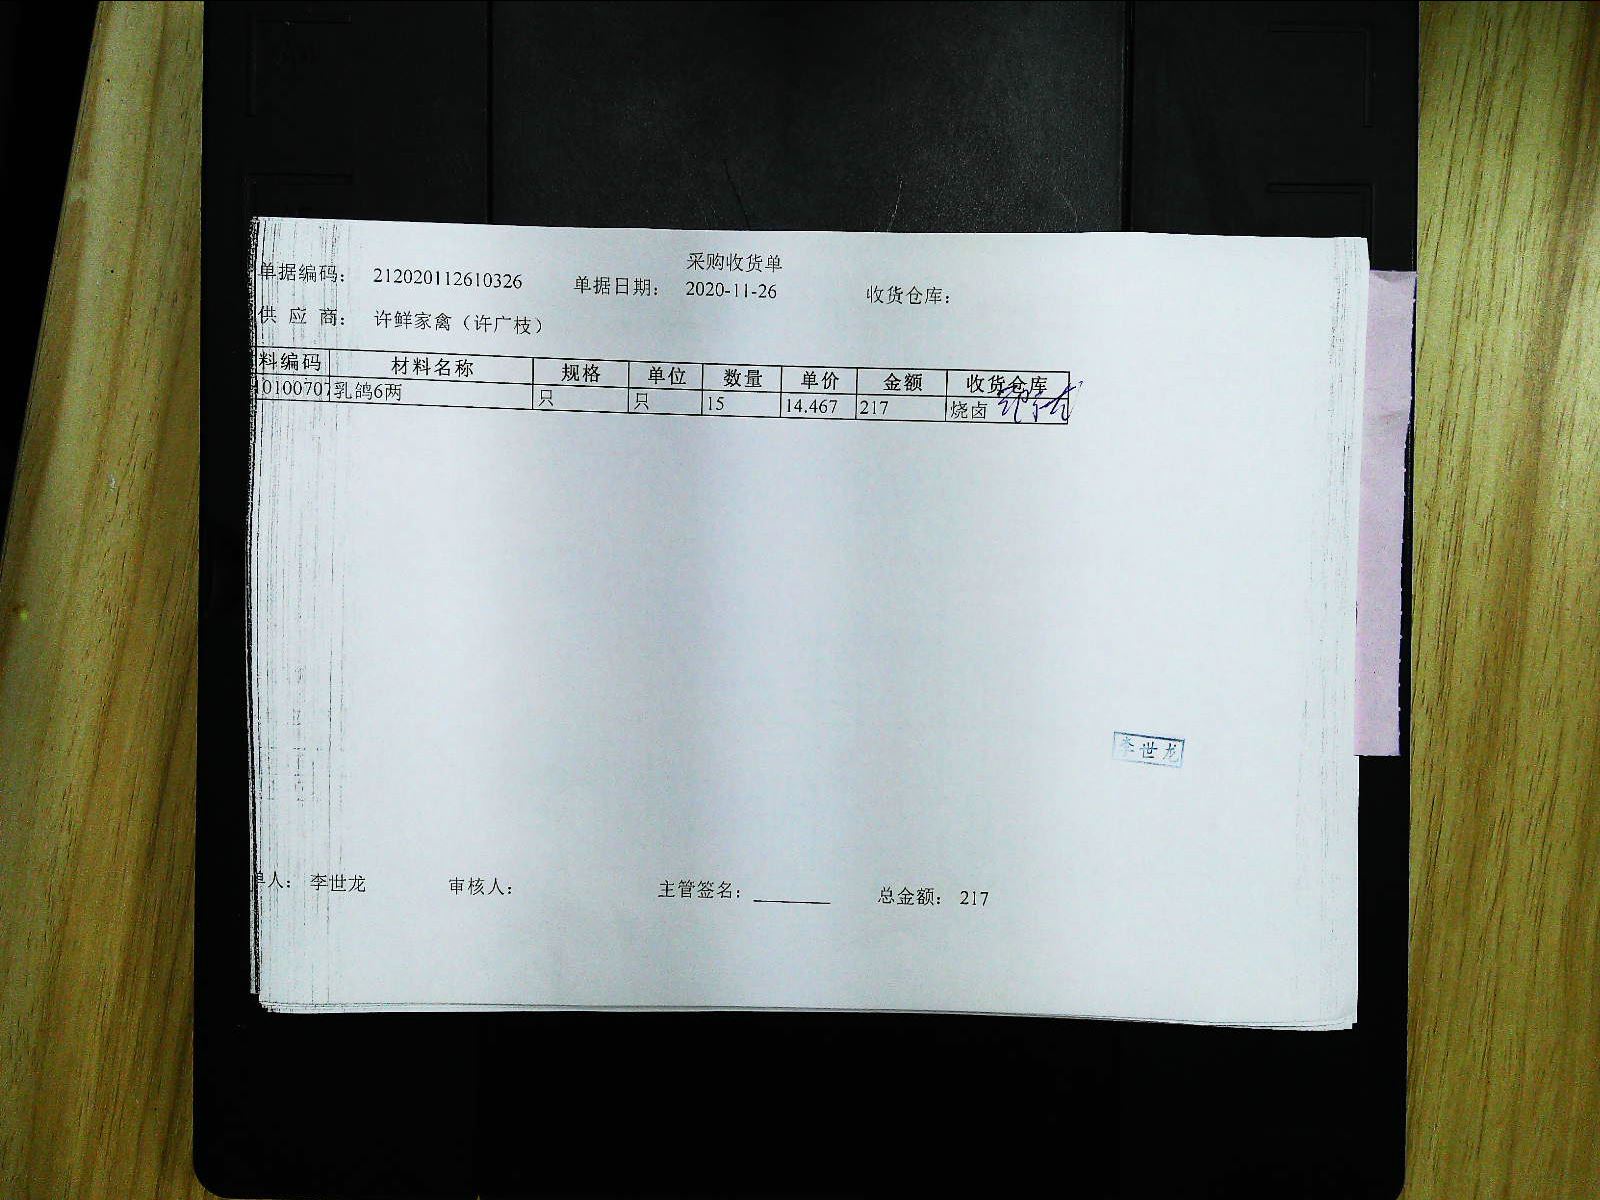 采购收货单
单据编码： 212020112610326 单据日期： 2020-11-26 收货仓库：
供 应 商： 许鲜家禽（许广枝）
料编码 材料名称 规格 单位 数量 单价 金额 收货仓库
0100707 乳鸽6两 只 只 15 14.467 217 烧卤
李世龙
单人： 李世龙 审核人： 主管签名： 总金额： 217